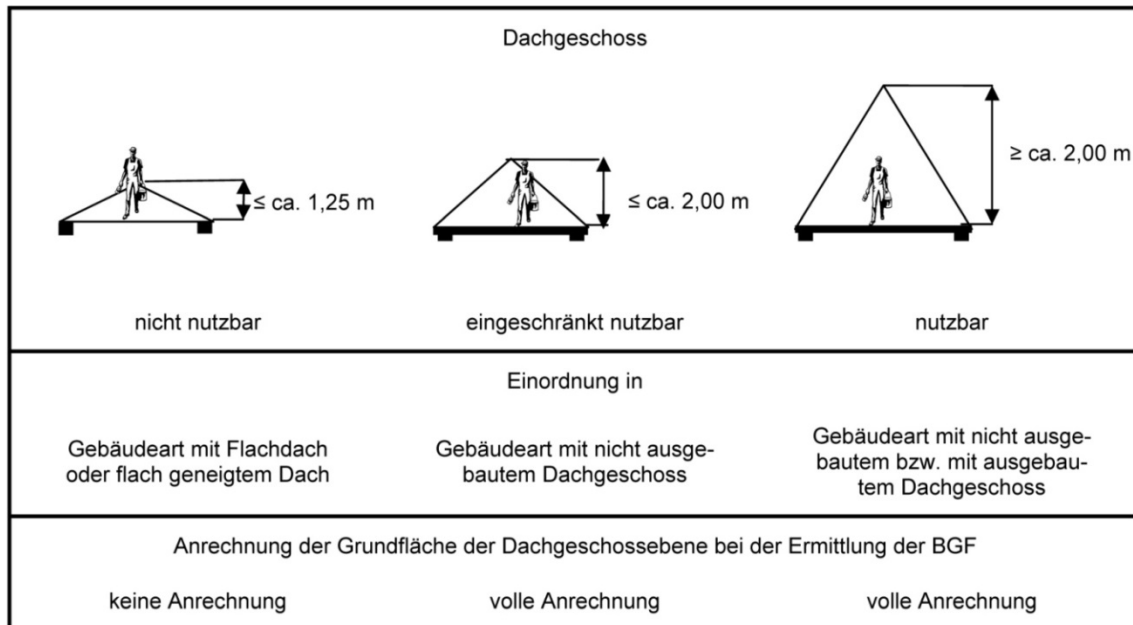 Dachgeschoss
≤ ca. 1,25 m
≤ ca. 2,00 m
≥ ca. 2,00 m
nicht nutzbar
eingeschränkt nutzbar
nutzbar
Einordnung in
Gebäudeart mit Flachdach
oder flach geneigtem Dach
Gebäudeart mit nicht ausge-
bautem Dachgeschoss
Gebäudeart mit nicht ausge-
bautem bzw. mit ausgebau-
tem Dachgeschoss
Anrechnung der Grundfläche der Dachgeschossebene bei der Ermittlung der BGF
keine Anrechnung
volle Anrechnung
volle Anrechnung